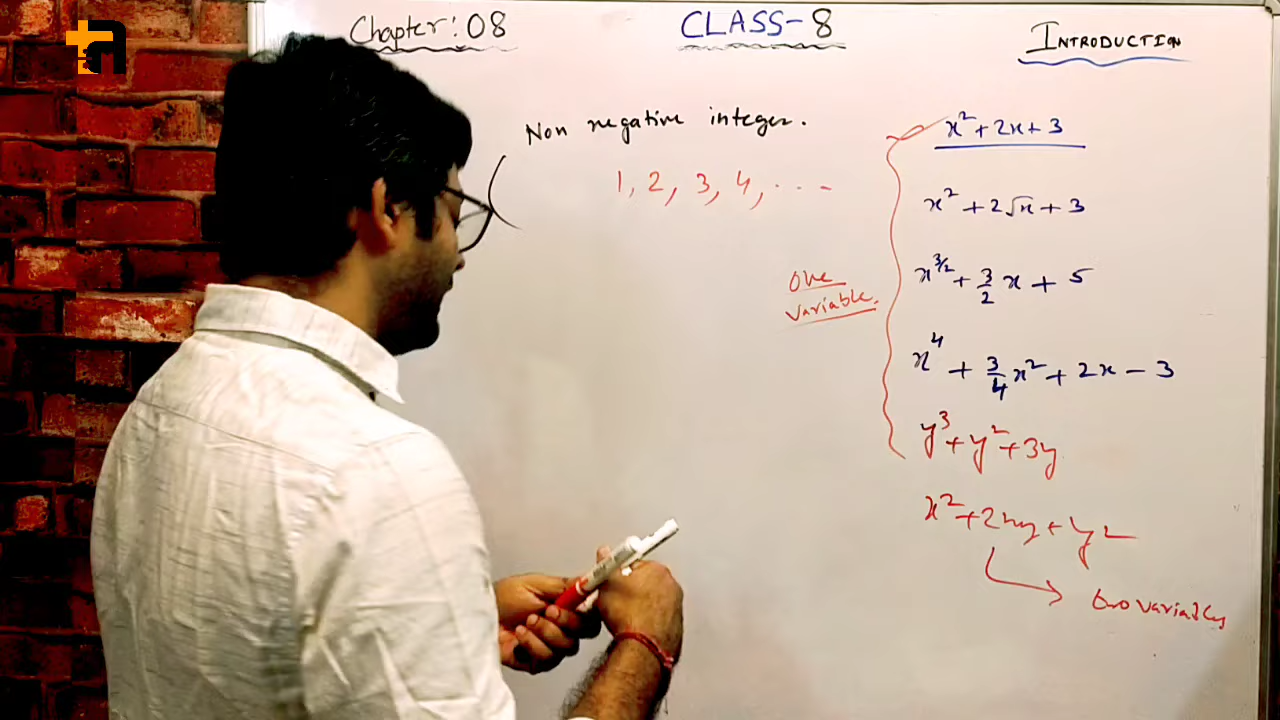 Chapter: 08
CLASS-8
INTRODUCTION
Non negative integer.
1, 2, 3, 4, . . . -
One
variable.
x² + 2x + 3
x² + 2√x + 3
x^3/2 + 3/2 x + 5
x⁴ + 3/4 x² + 2x - 3
y³ + y² + 3y
x² + 2xy + y²
two variables